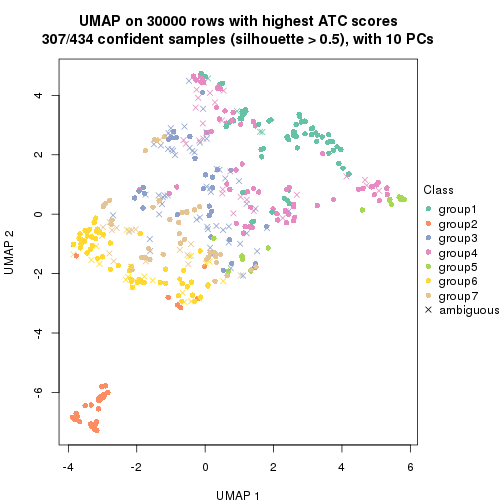 UMAP on 30000 rows with highest ATC scores
307/434 confident samples (silhouette > 0.5), with 10 PCs
4
2
0
-2
-4
-6
UMAP 2
-4
-2
0
2
4
6
UMAP 1
Class
group1
group2
group3
group4
group5
group6
group7
ambiguous